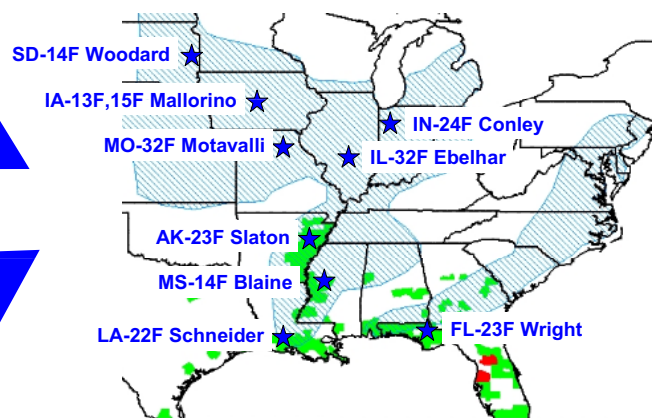 SD-14F Woodard
IA-13F,15F Mallorino
IN-24F Conley
MO-32F Motavalli
IL-32F Ebelhar
AK-23F Slaton
MS-14F Blaine
LA-22F Schneider
FL-23F Wright